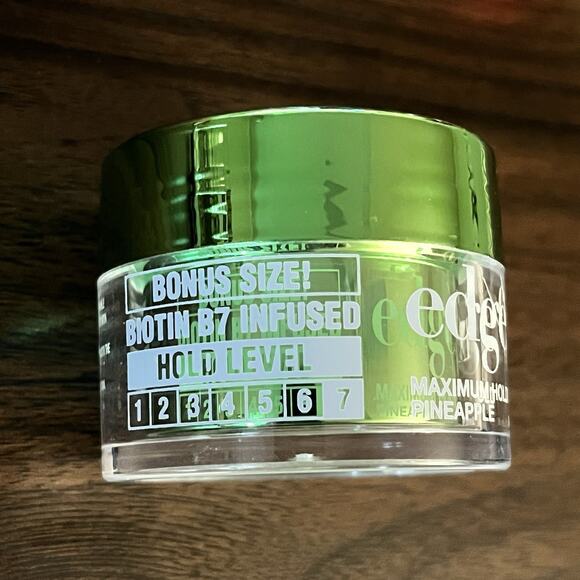 BONUS SIZE!
BIOTIN B7 INFUSED
HOLD LEVEL
1 2 3 4 5 6 7
edge
MAXIMUM HOLD
PINEAPPLE